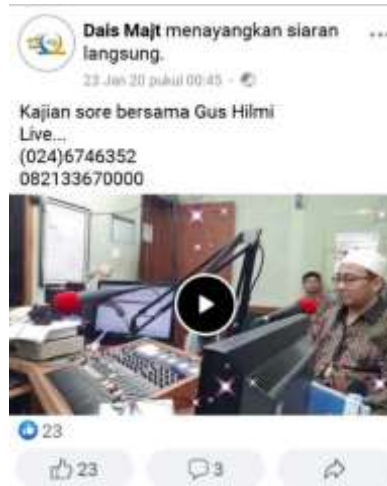 Dais Majt menayangkan siaran
langsung.
23 Jan 20 pukul 00:45
Kajian sore bersama Gus Hilmi
Live...
(024)6746352
082133670000
23
23
3